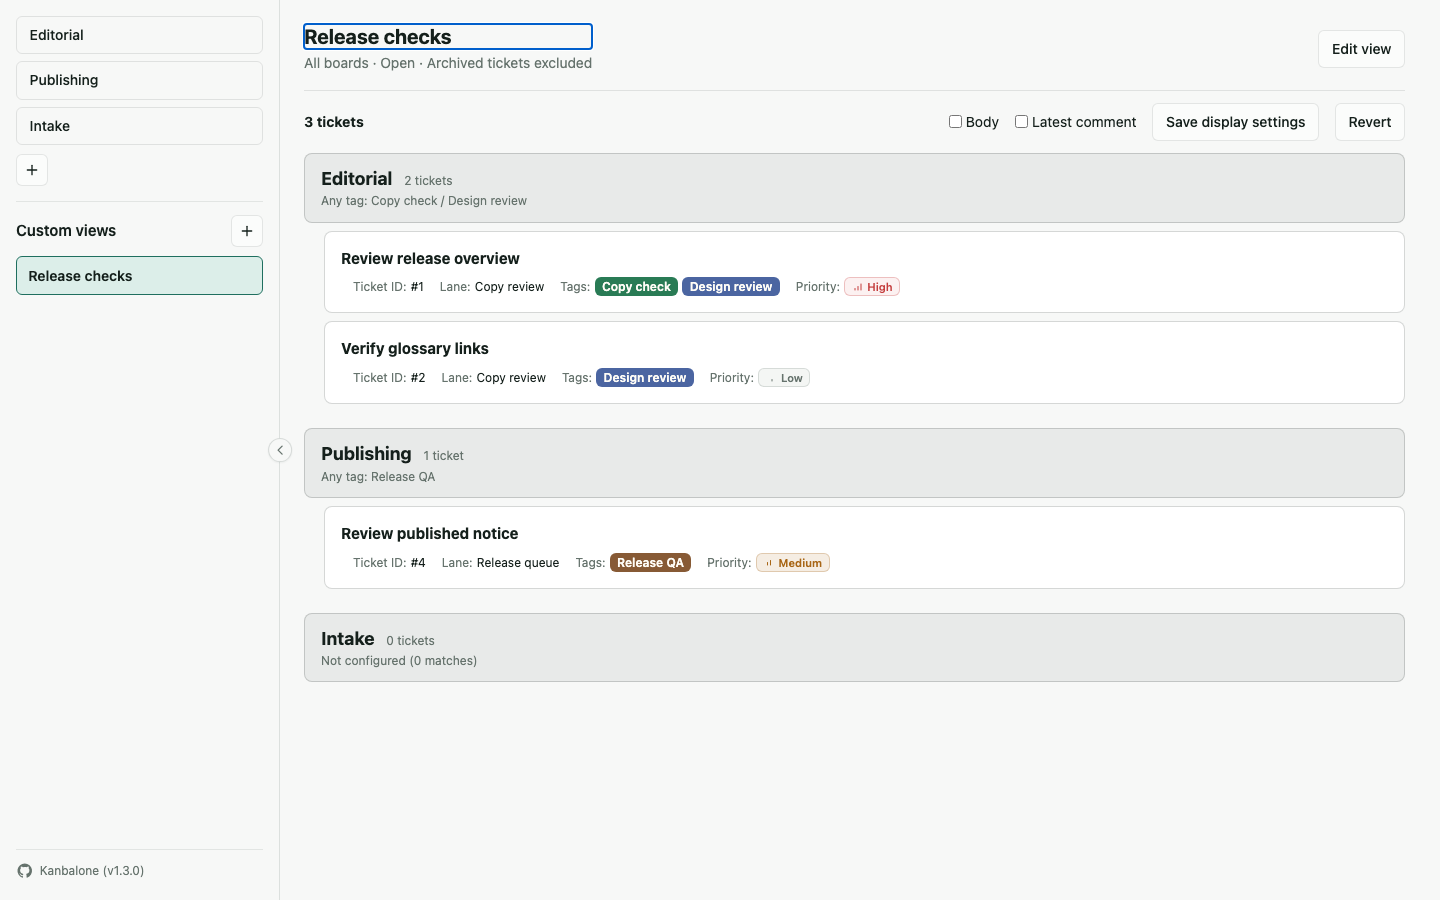 Editorial
Publishing
Intake
+
Custom views +
Release checks
Kanbalone (v1.3.0)
Release checks
All boards · Open · Archived tickets excluded
Edit view
3 tickets
Body Latest comment Save display settings Revert
Editorial 2 tickets
Any tag: Copy check / Design review
Review release overview
Ticket ID: #1 Lane: Copy review Tags: Copy check Design review Priority: High
Verify glossary links
Ticket ID: #2 Lane: Copy review Tags: Design review Priority: Low
Publishing 1 ticket
Any tag: Release QA
Review published notice
Ticket ID: #4 Lane: Release queue Tags: Release QA Priority: Medium
Intake 0 tickets
Not configured (0 matches)